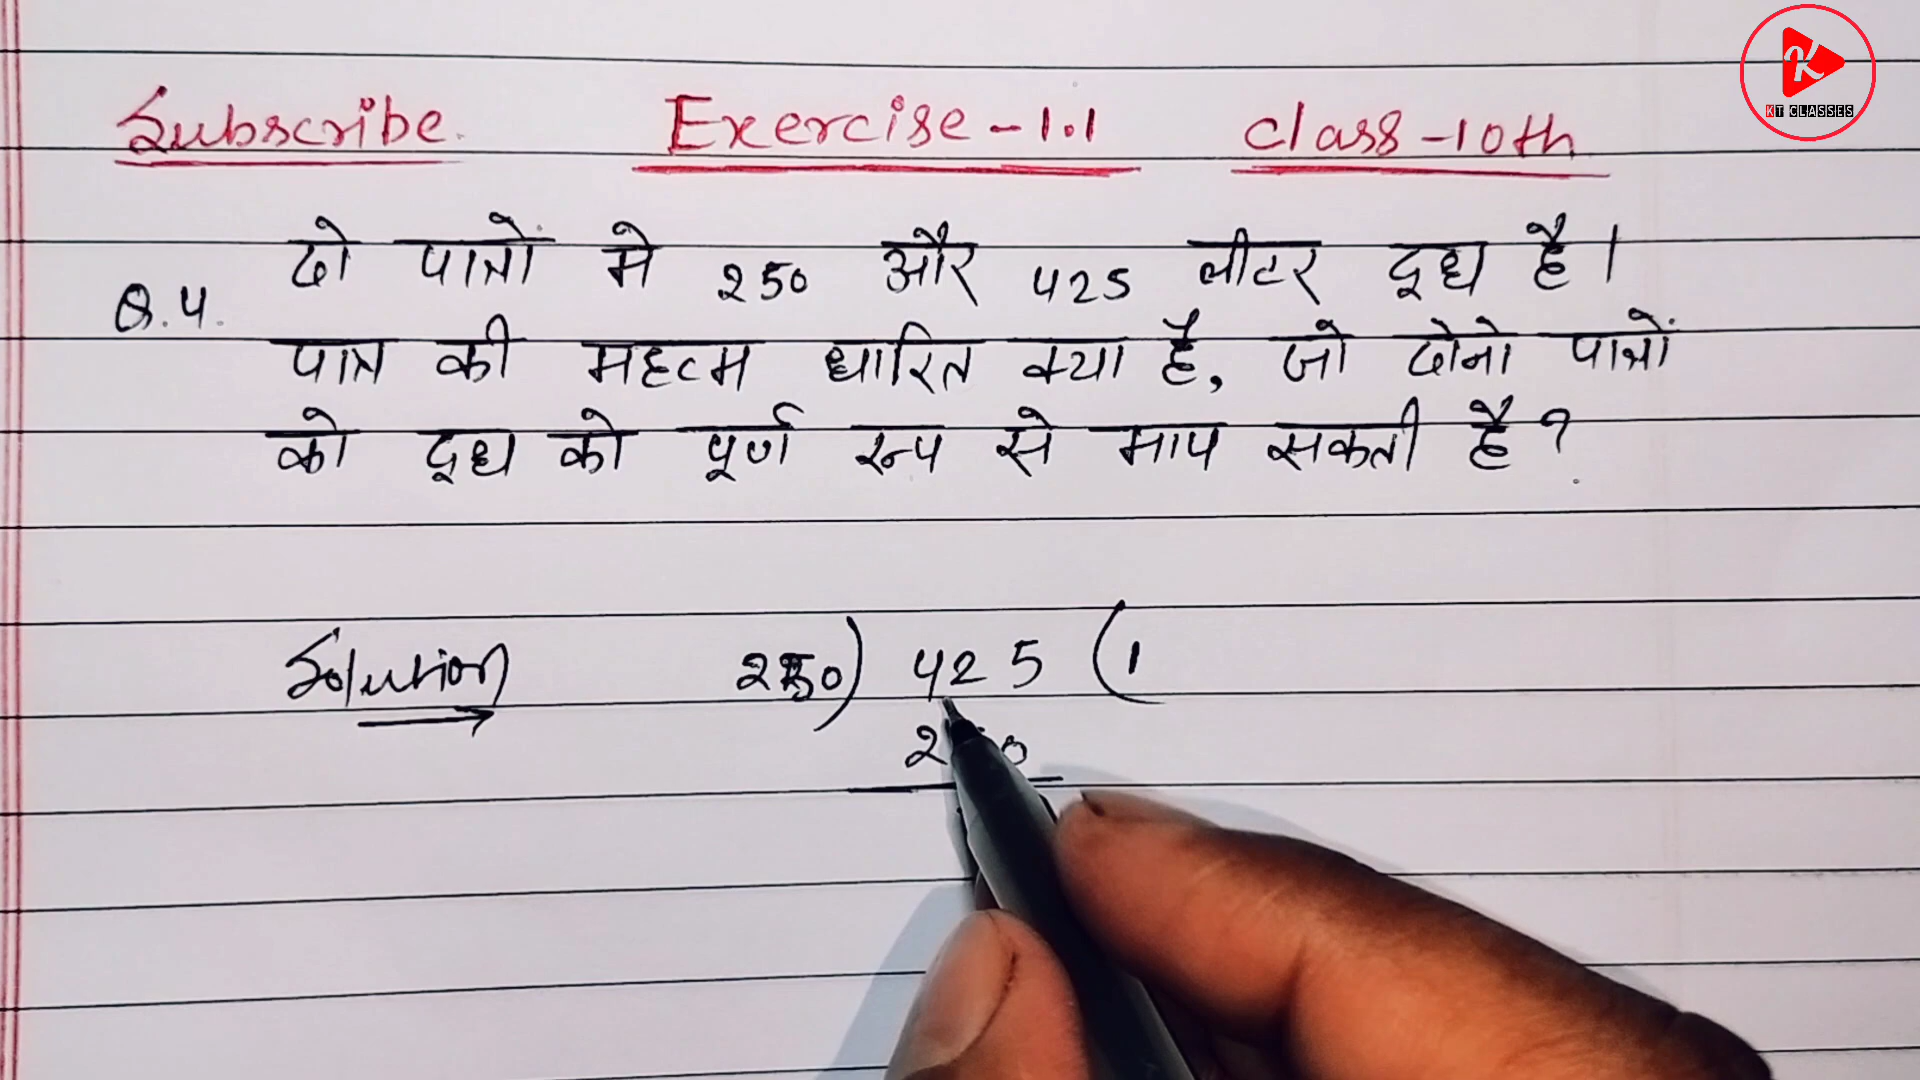 Subscribe Exercise-1.1 Class-10th
K
KT CLASSES
दो पात्रों मे 250 और 425 लीटर दूध है।
Q.4. पात्र की महत्म धारित क्या है, जो दोनो पात्रों
को दूध को पूर्ण रूप से माप सकती है?
Solution 250) 425 (1